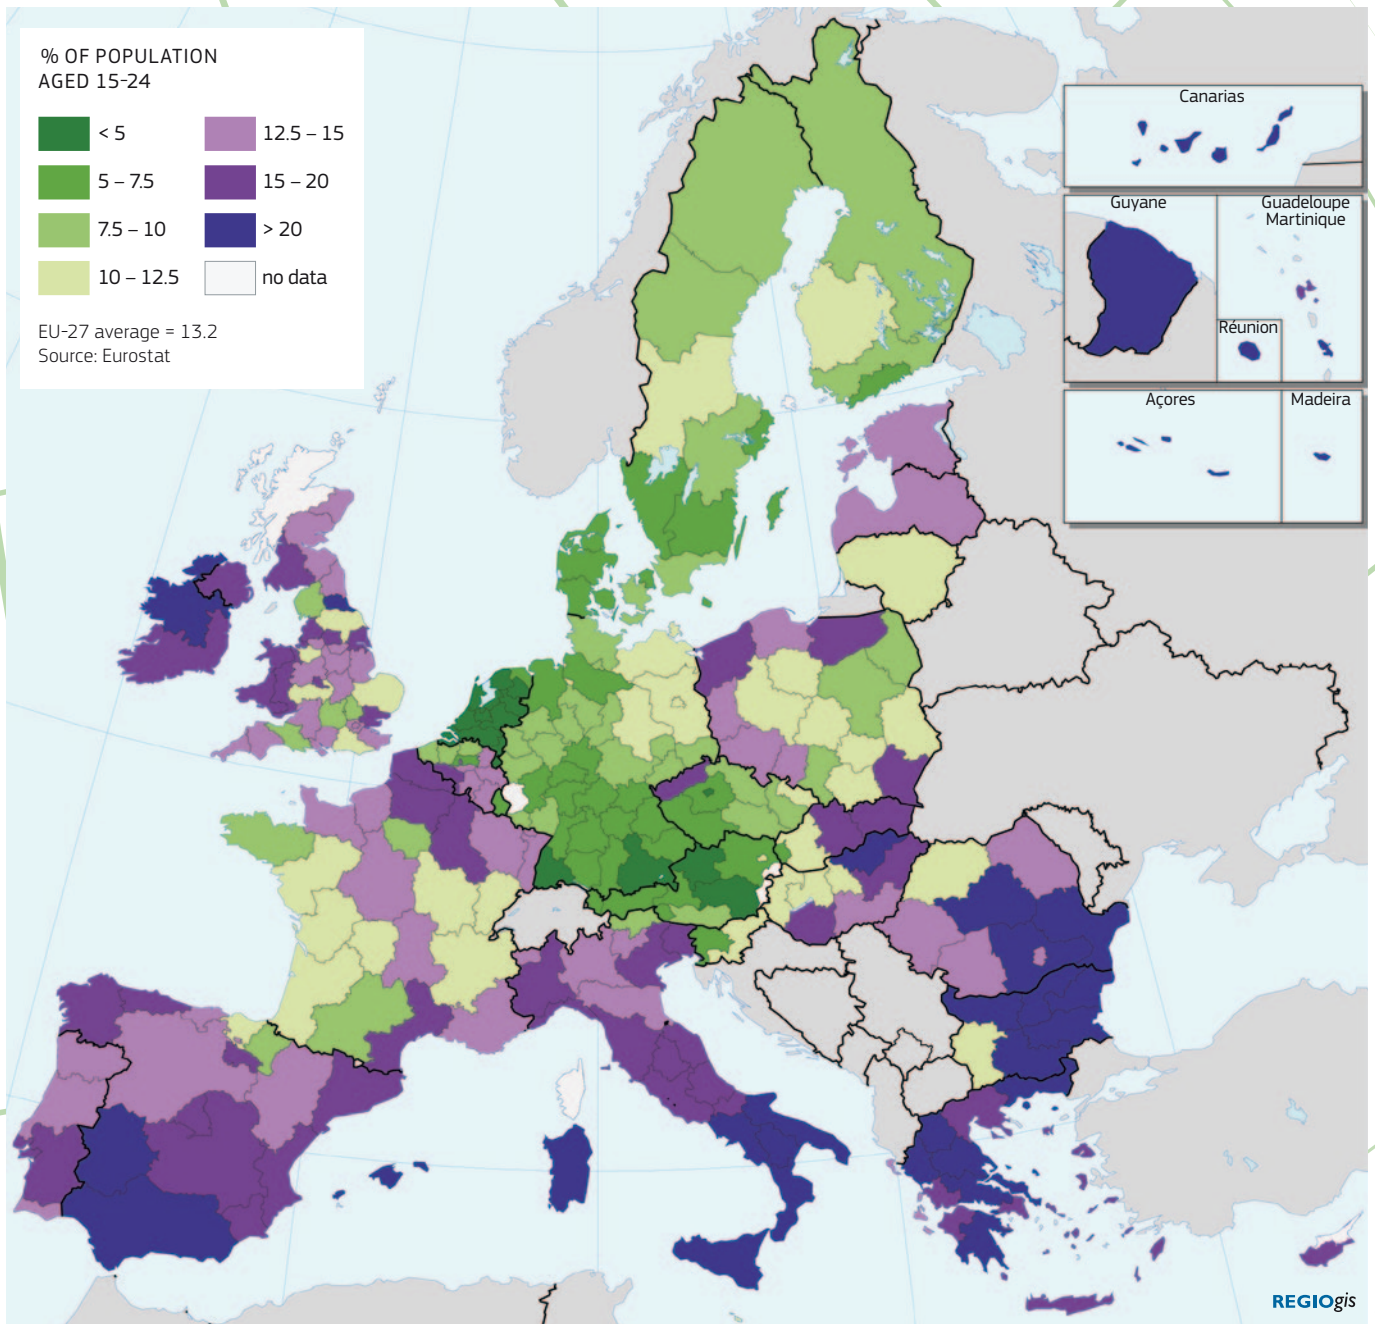 % OF POPULATION
AGED 15-24
< 5
5 – 7.5
7.5 – 10
10 – 12.5
12.5 – 15
15 – 20
> 20
no data
EU-27 average = 13.2
Source: Eurostat
Canarias
Guyane
Guadeloupe
Martinique
Réunion
Açores
Madeira
REGIOgis